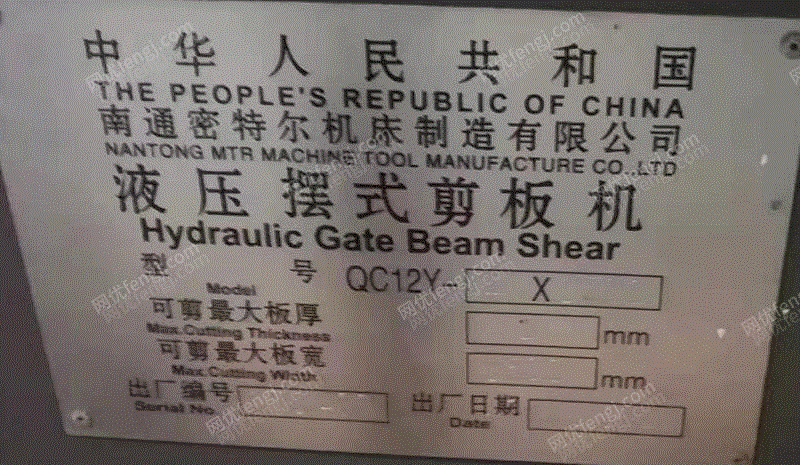 中华人民共和国
THE PEOPLE'S REPUBLIC OF CHINA
南通密特尔机床制造有限公司
NANTONG MTR MACHINE TOOL MANUFACTURE CO.,LTD
液压摆式剪板机
Hydraulic Gate Beam Shear
型号 QC12Y- X
Model
可剪最大板厚 mm
Max.Cutting Thickness
可剪最大板宽 mm
Max.Cutting Width
出厂编号 出厂日期
Serial No. Date